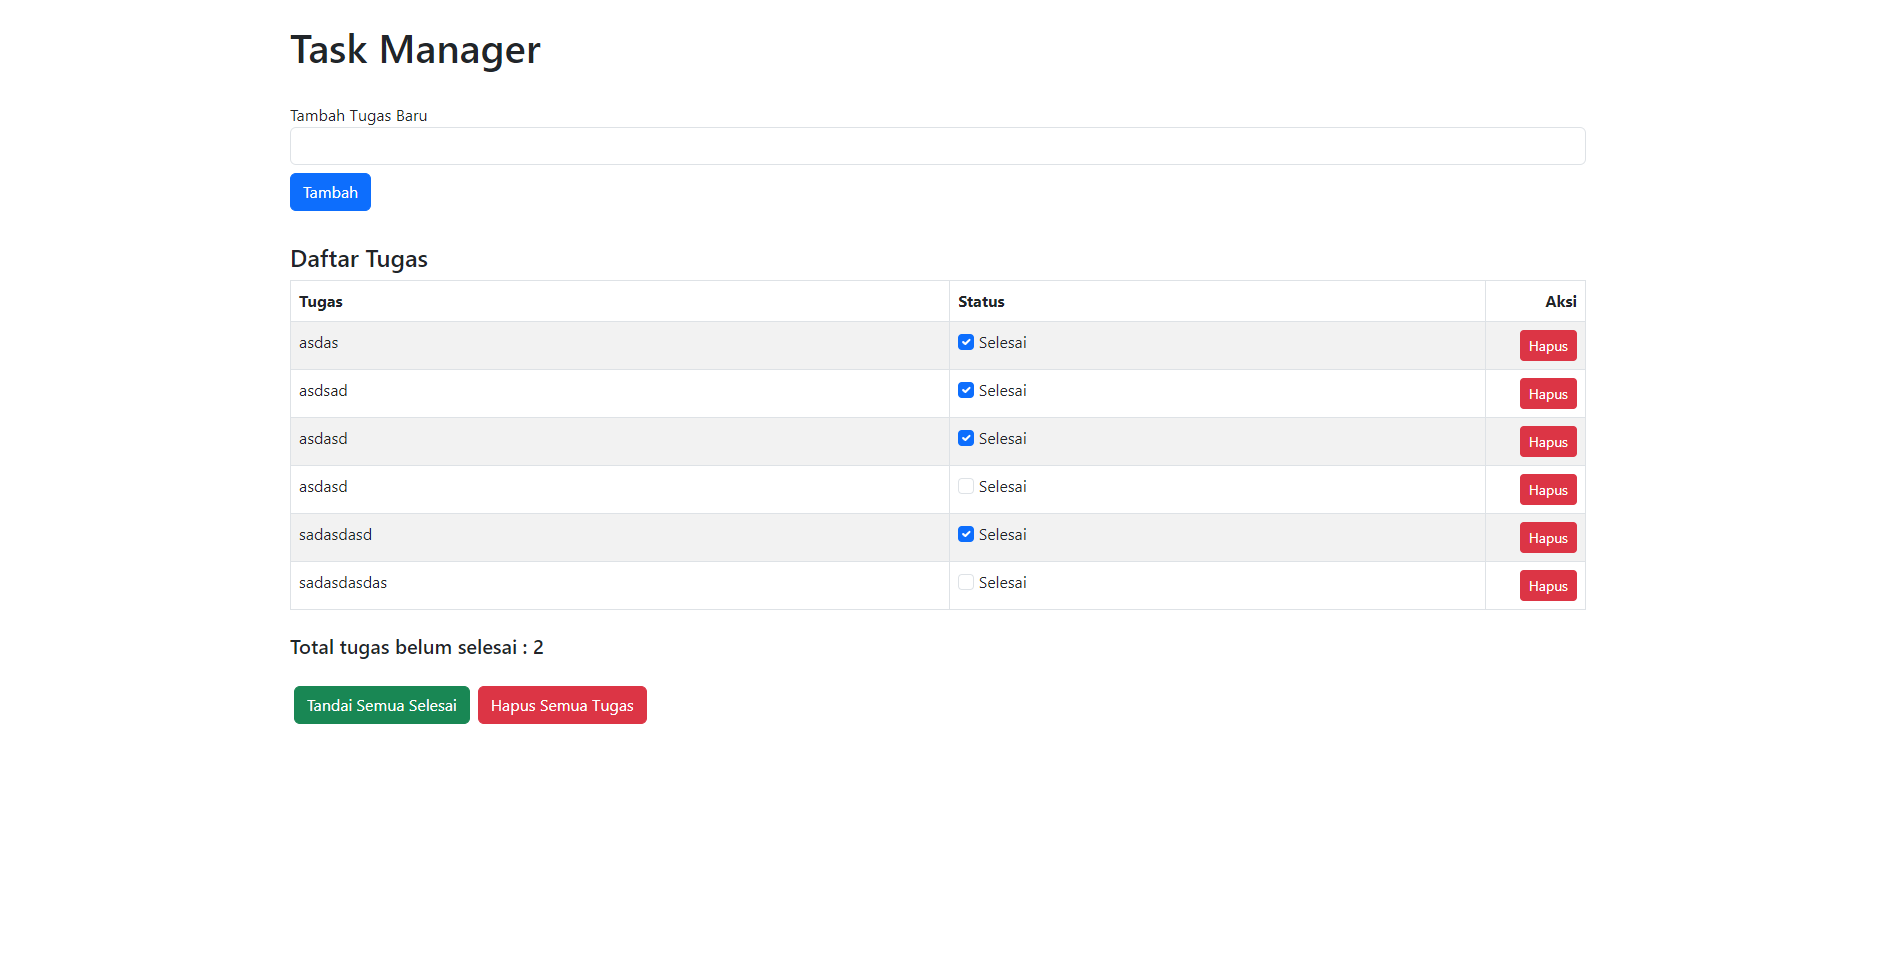 Task Manager
Tambah Tugas Baru
Tambah
Daftar Tugas
Tugas Status Aksi
asdas Selesai Hapus
asdsad Selesai Hapus
asdasd Selesai Hapus
asdasd Selesai Hapus
sadasdasd Selesai Hapus
sadasdasdas Selesai Hapus
Total tugas belum selesai : 2
Tandai Semua Selesai Hapus Semua Tugas